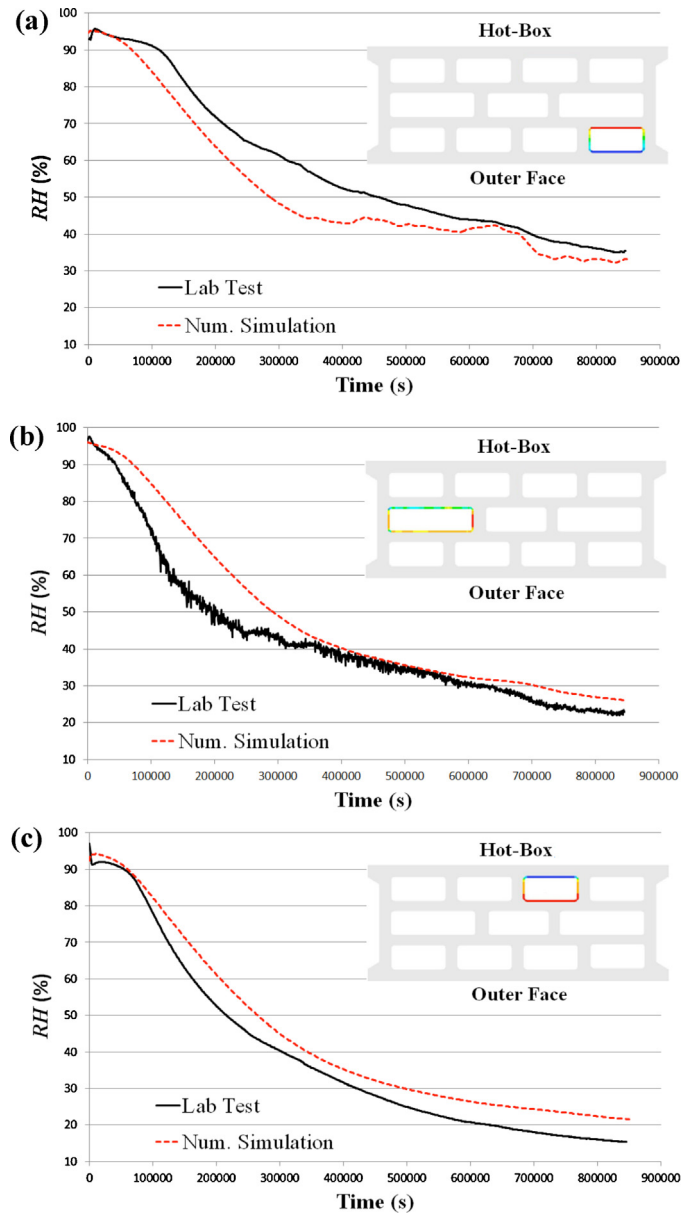 (a)
100
90
80
70
60
50
40
30
20
10
RH (%)
Hot-Box
Outer Face
Lab Test
Num. Simulation
0 100000 200000 300000 400000 500000 600000 700000 800000 900000
Time (s)
(b)
100
90
80
70
60
50
40
30
20
10
RH (%)
Hot-Box
Outer Face
Lab Test
Num. Simulation
0 100000 200000 300000 400000 500000 600000 700000 800000 900000
Time (s)
(c)
100
90
80
70
60
50
40
30
20
10
RH (%)
Hot-Box
Outer Face
Lab Test
Num. Simulation
0 100000 200000 300000 400000 500000 600000 700000 800000 900000
Time (s)